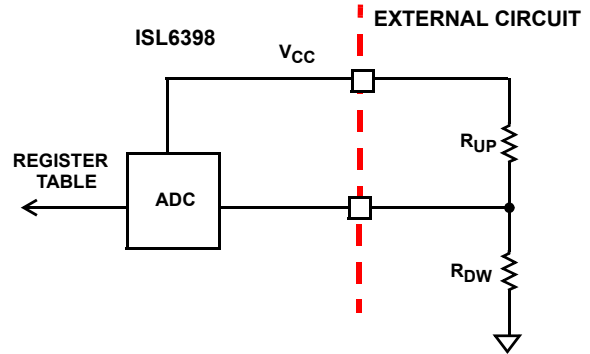 EXTERNAL CIRCUIT
ISL6398
VCC
RUP
REGISTER
TABLE
ADC
RDW